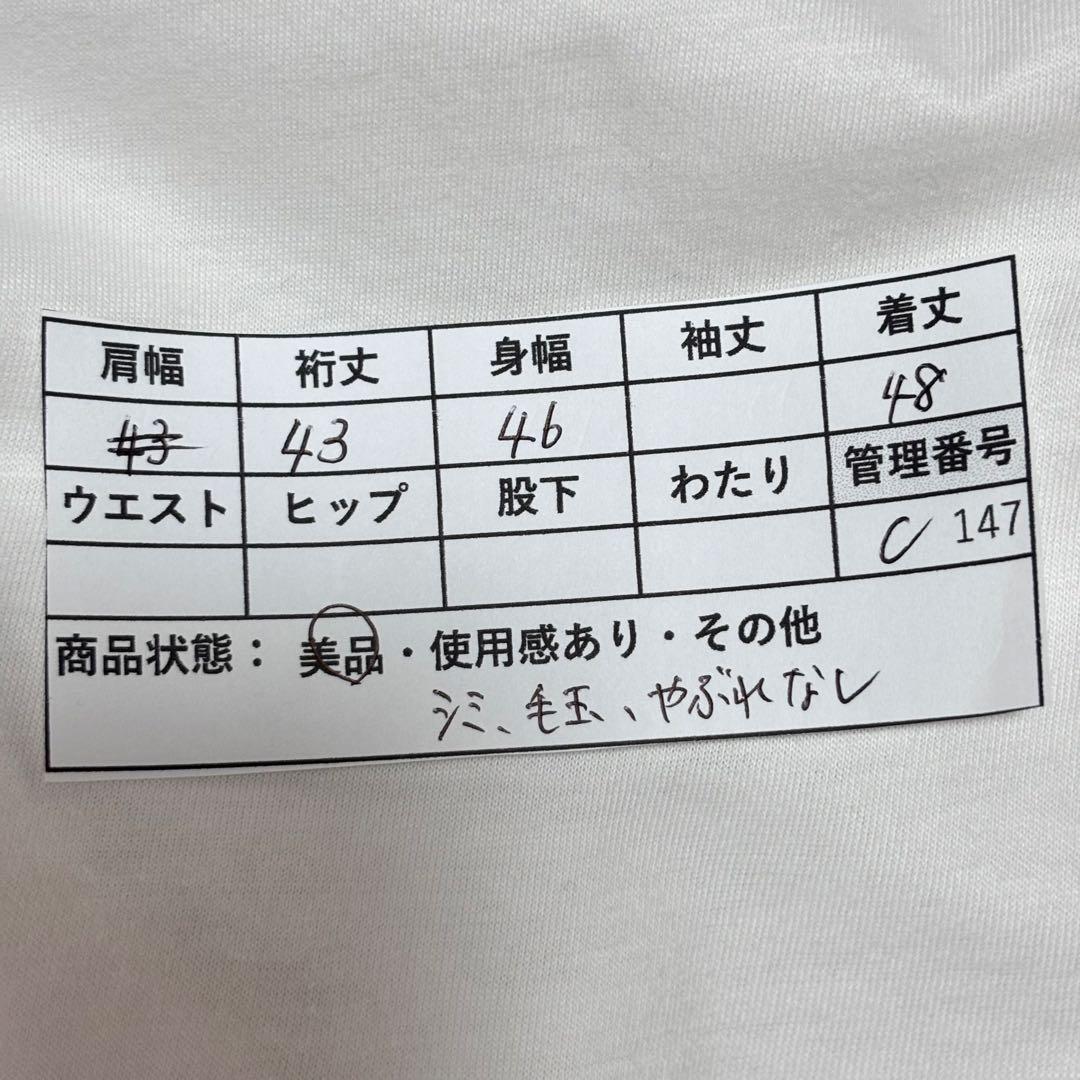 肩幅 裄丈 身幅 袖丈 着丈
43 43 46 48
ウエスト ヒップ 股下 わたり 管理番号
C 147
商品状態： 美品・使用感あり・その他
シミ、毛玉、やぶれなし